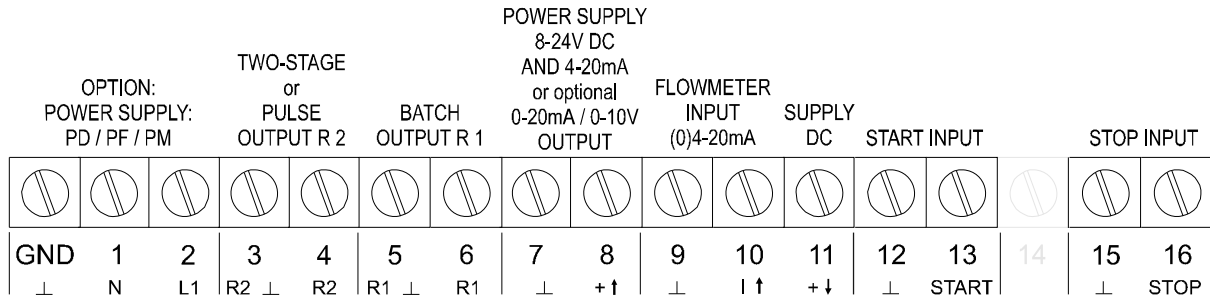 OPTION:
POWER SUPPLY:
PD / PF / PM
TWO-STAGE
or
PULSE
OUTPUT R 2
BATCH
OUTPUT R 1
POWER SUPPLY
8-24V DC
AND 4-20mA
or optional
0-20mA / 0-10V
OUTPUT
FLOWMETER
INPUT
(0)4-20mA
SUPPLY
DC
START INPUT
STOP INPUT
GND 1 2 3 4 5 6 7 8 9 10 11 12 13 14 15 16
⊥ N L1 R2 ⊥ R2 R1 ⊥ R1 ⊥ +⬆ ⊥ I ⬆ +⬇ ⊥ START ⊥ STOP